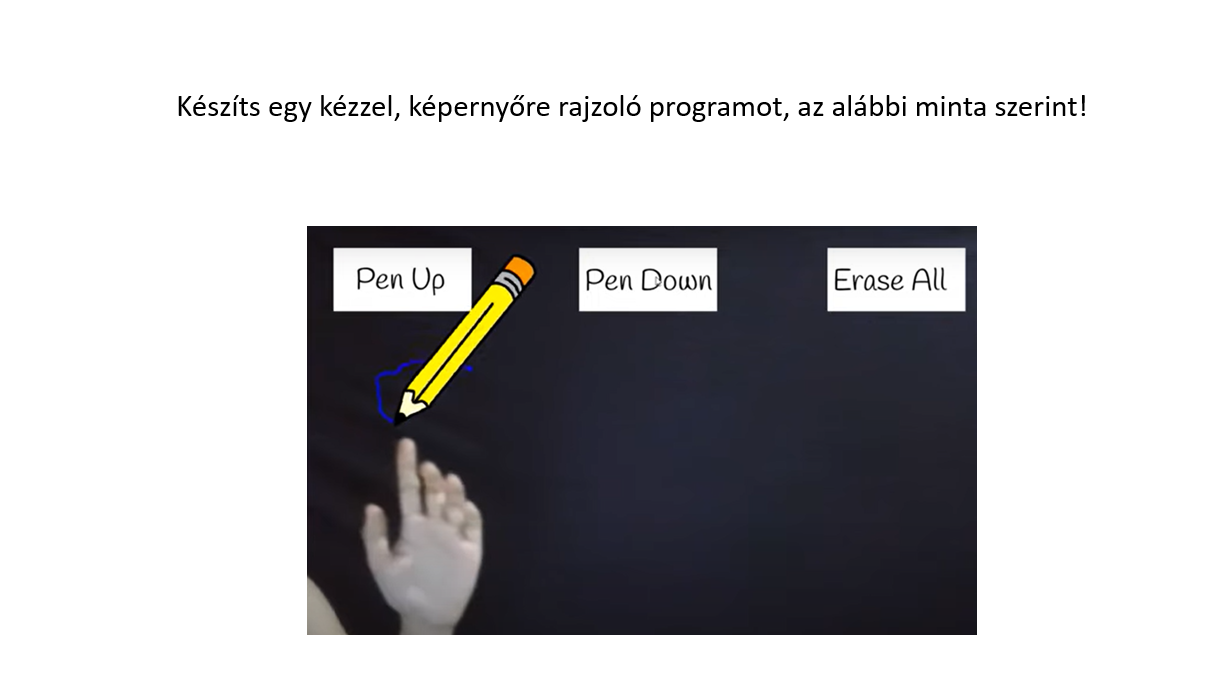 Készíts egy kézzel, képernyőre rajzoló programot, az alábbi minta szerint!
Pen Up
Pen Down
Erase All